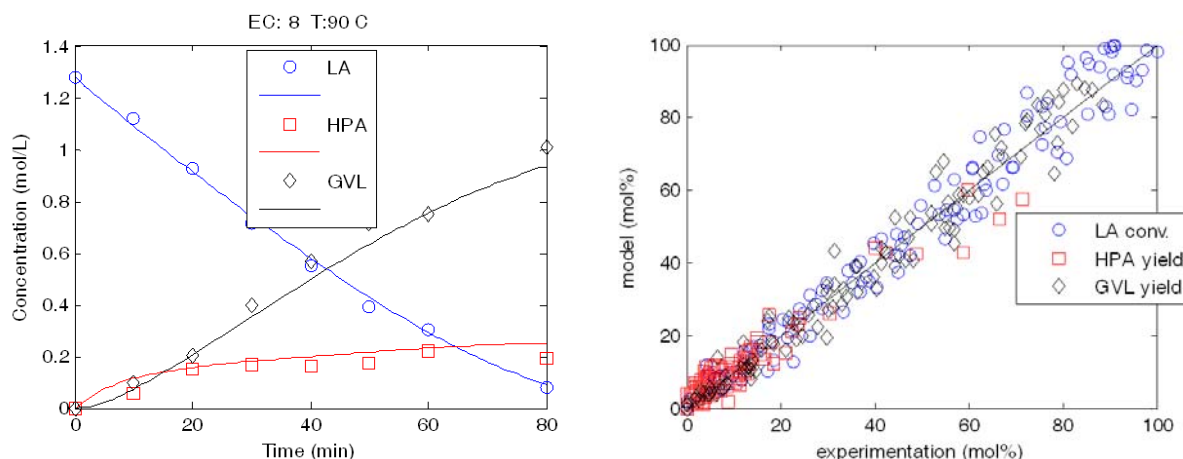 EC: 8 T:90 C
1.4
1.2
1
0.8
0.6
0.4
0.2
0
0
20
40
60
80
Concentration (mol/L)
Time (min)
LA
HPA
GVL
100
80
60
40
20
0
0
20
40
60
80
100
model (mol%)
experimentation (mol%)
LA conv.
HPA yield
GVL yield